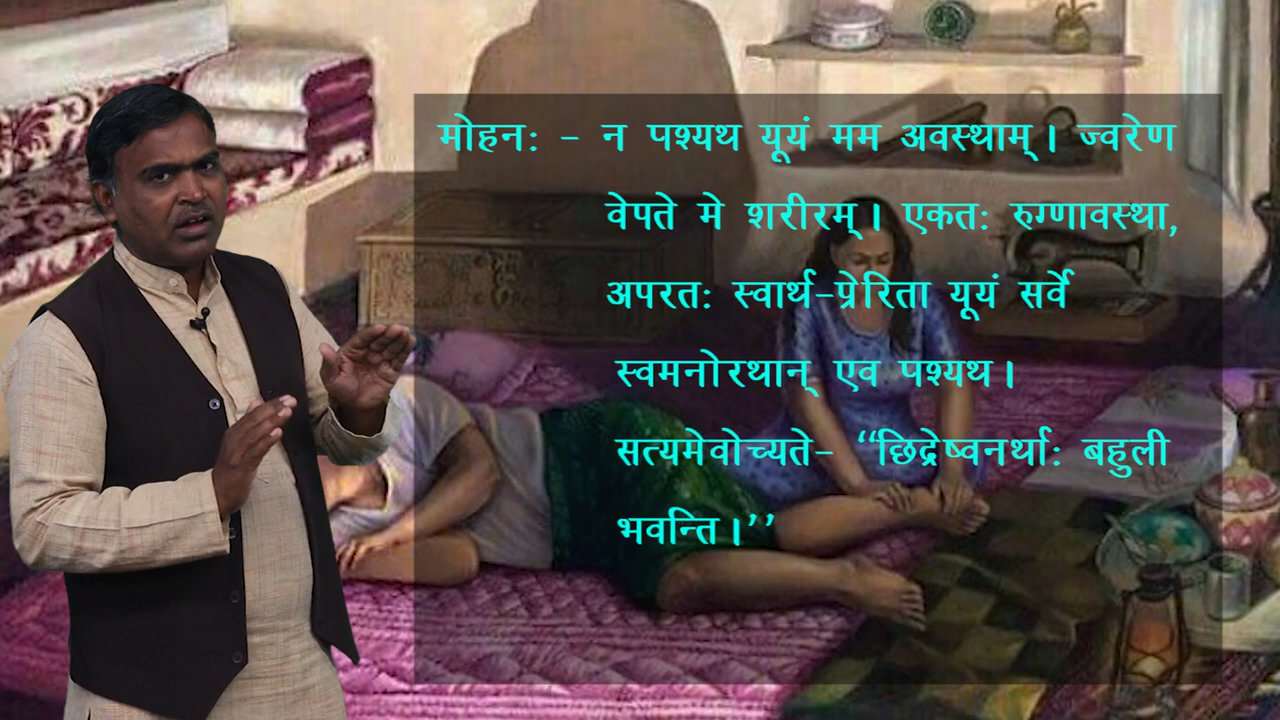 मोहनः - न पश्यथ यूयं मम अवस्थाम् । ज्वरेण
वेपते मे शरीरम् । एकतः रुग्णावस्था,
अपरतः स्वार्थ-प्रेरिता यूयं सर्वे
स्वमनोरथान् एव पश्यथ ।
सत्यमेवोच्यते- “छिद्रेष्वनर्थाः बहुली
भवन्ति ।’’